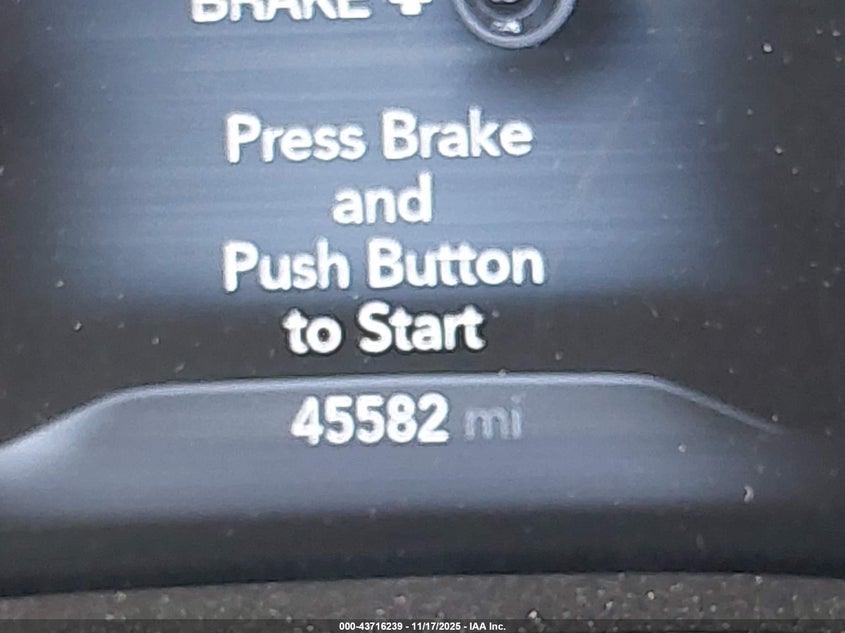 BRAKE +
Press Brake
and
Push Button
to Start
45582 mi
000-43716239 - 11/17/2025 - IAA Inc.